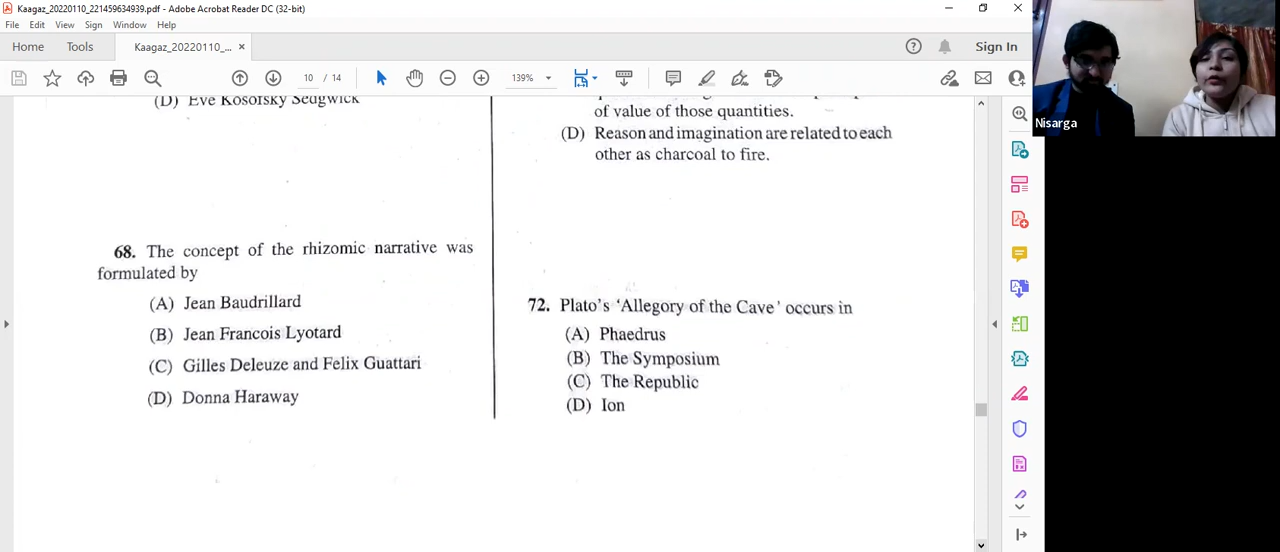 Kaagaz_20220110_221459634939.pdf - Adobe Acrobat Reader DC (32-bit)
File Edit View Sign Window Help
Home Tools Kaagaz_20220110_... × Sign In
10 / 14 139%
(D) Eve Kosofsky Sedgwick
68. The concept of the rhizomic narrative was
formulated by
(A) Jean Baudrillard
(B) Jean Francois Lyotard
(C) Gilles Deleuze and Felix Guattari
(D) Donna Haraway
of value of those quantities.
(D) Reason and imagination are related to each
other as charcoal to fire.
72. Plato's 'Allegory of the Cave' occurs in
(A) Phaedrus
(B) The Symposium
(C) The Republic
(D) Ion
Nisarga